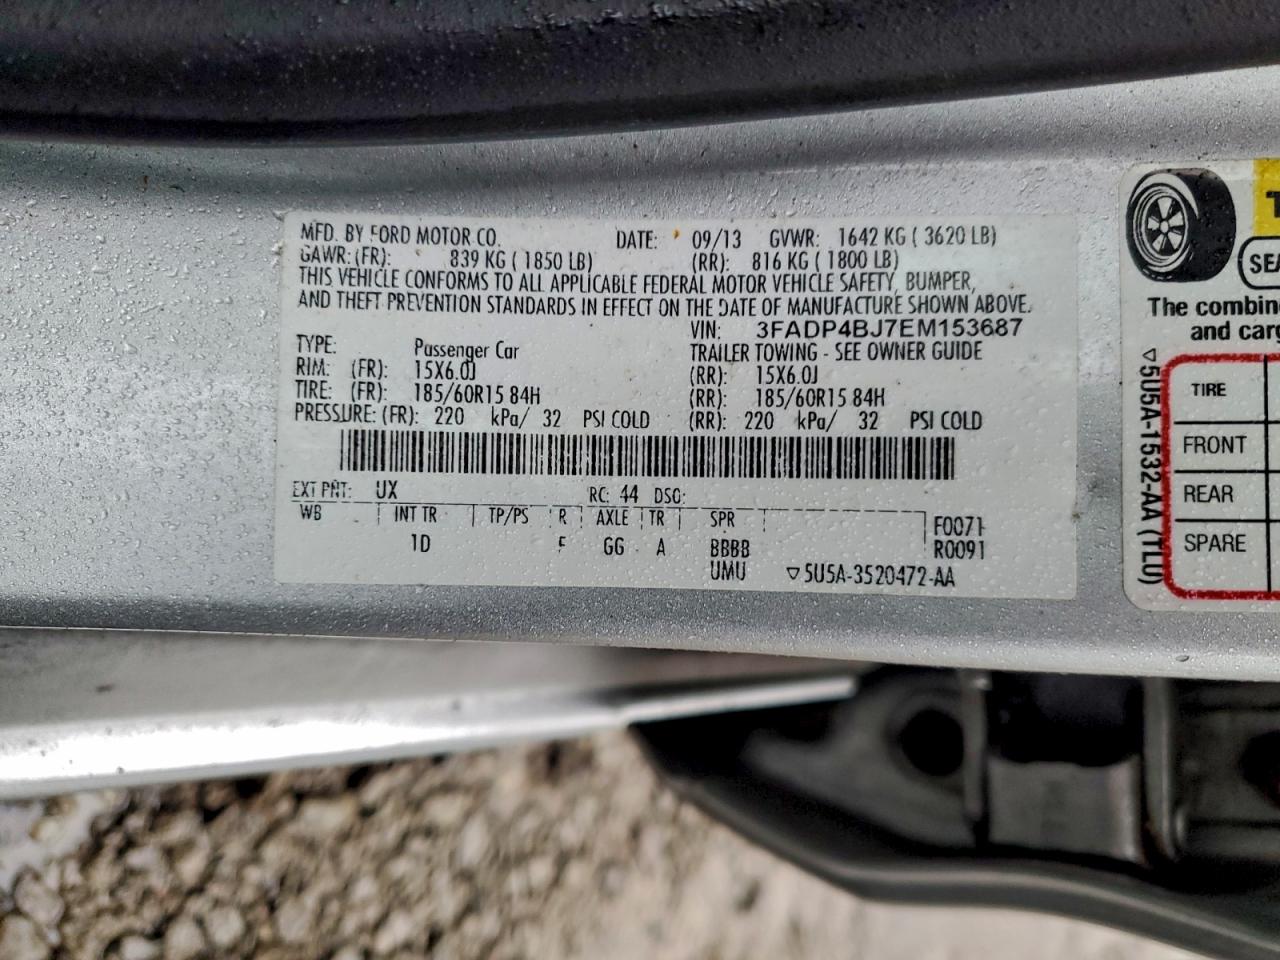 MFD. BY FORD MOTOR CO. DATE: 09/13 GVWR: 1642 KG ( 3620 LB)
GAWR: (FR): 839 KG ( 1850 LB) (RR): 816 KG ( 1800 LB)
THIS VEHICLE CONFORMS TO ALL APPLICABLE FEDERAL MOTOR VEHICLE SAFETY, BUMPER,
AND THEFT PREVENTION STANDARDS IN EFFECT ON THE DATE OF MANUFACTURE SHOWN ABOVE.
VIN: 3FADP4BJ7EM153687
TYPE: Passenger Car TRAILER TOWING - SEE OWNER GUIDE
RIM: (FR): 15X6.0J (RR): 15X6.0J
TIRE: (FR): 185/60R15 84H (RR): 185/60R15 84H
PRESSURE: (FR): 220 kPa/ 32 PSI COLD (RR): 220 kPa/ 32 PSI COLD
EXT PNT: UX RC: 44 DSO:
WB INT TR TP/PS R AXLE TR SPR F0071
1D F GG A BBBB R0091
UMU ▽5U5A-3520472-AA
The combin
and carg
TIRE
FRONT
REAR
SPARE
▽5U5A-1532-AA (TLU)
SEA